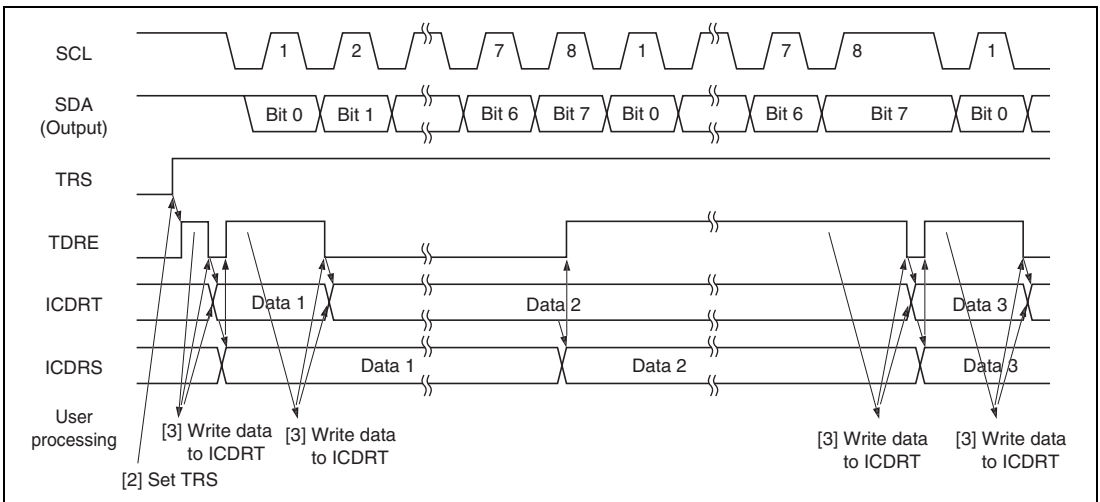 SCL 1 2 7 8 1 7 8 1
SDA
(Output)
Bit 0 Bit 1 Bit 6 Bit 7 Bit 0 Bit 6 Bit 7 Bit 0
TRS
TDRE
ICDRT Data 1 Data 2 Data 3
ICDRS Data 1 Data 2 Data 3
User
processing
[3] Write data
to ICDRT
[3] Write data
to ICDRT
[3] Write data
to ICDRT
[3] Write data
to ICDRT
[2] Set TRS